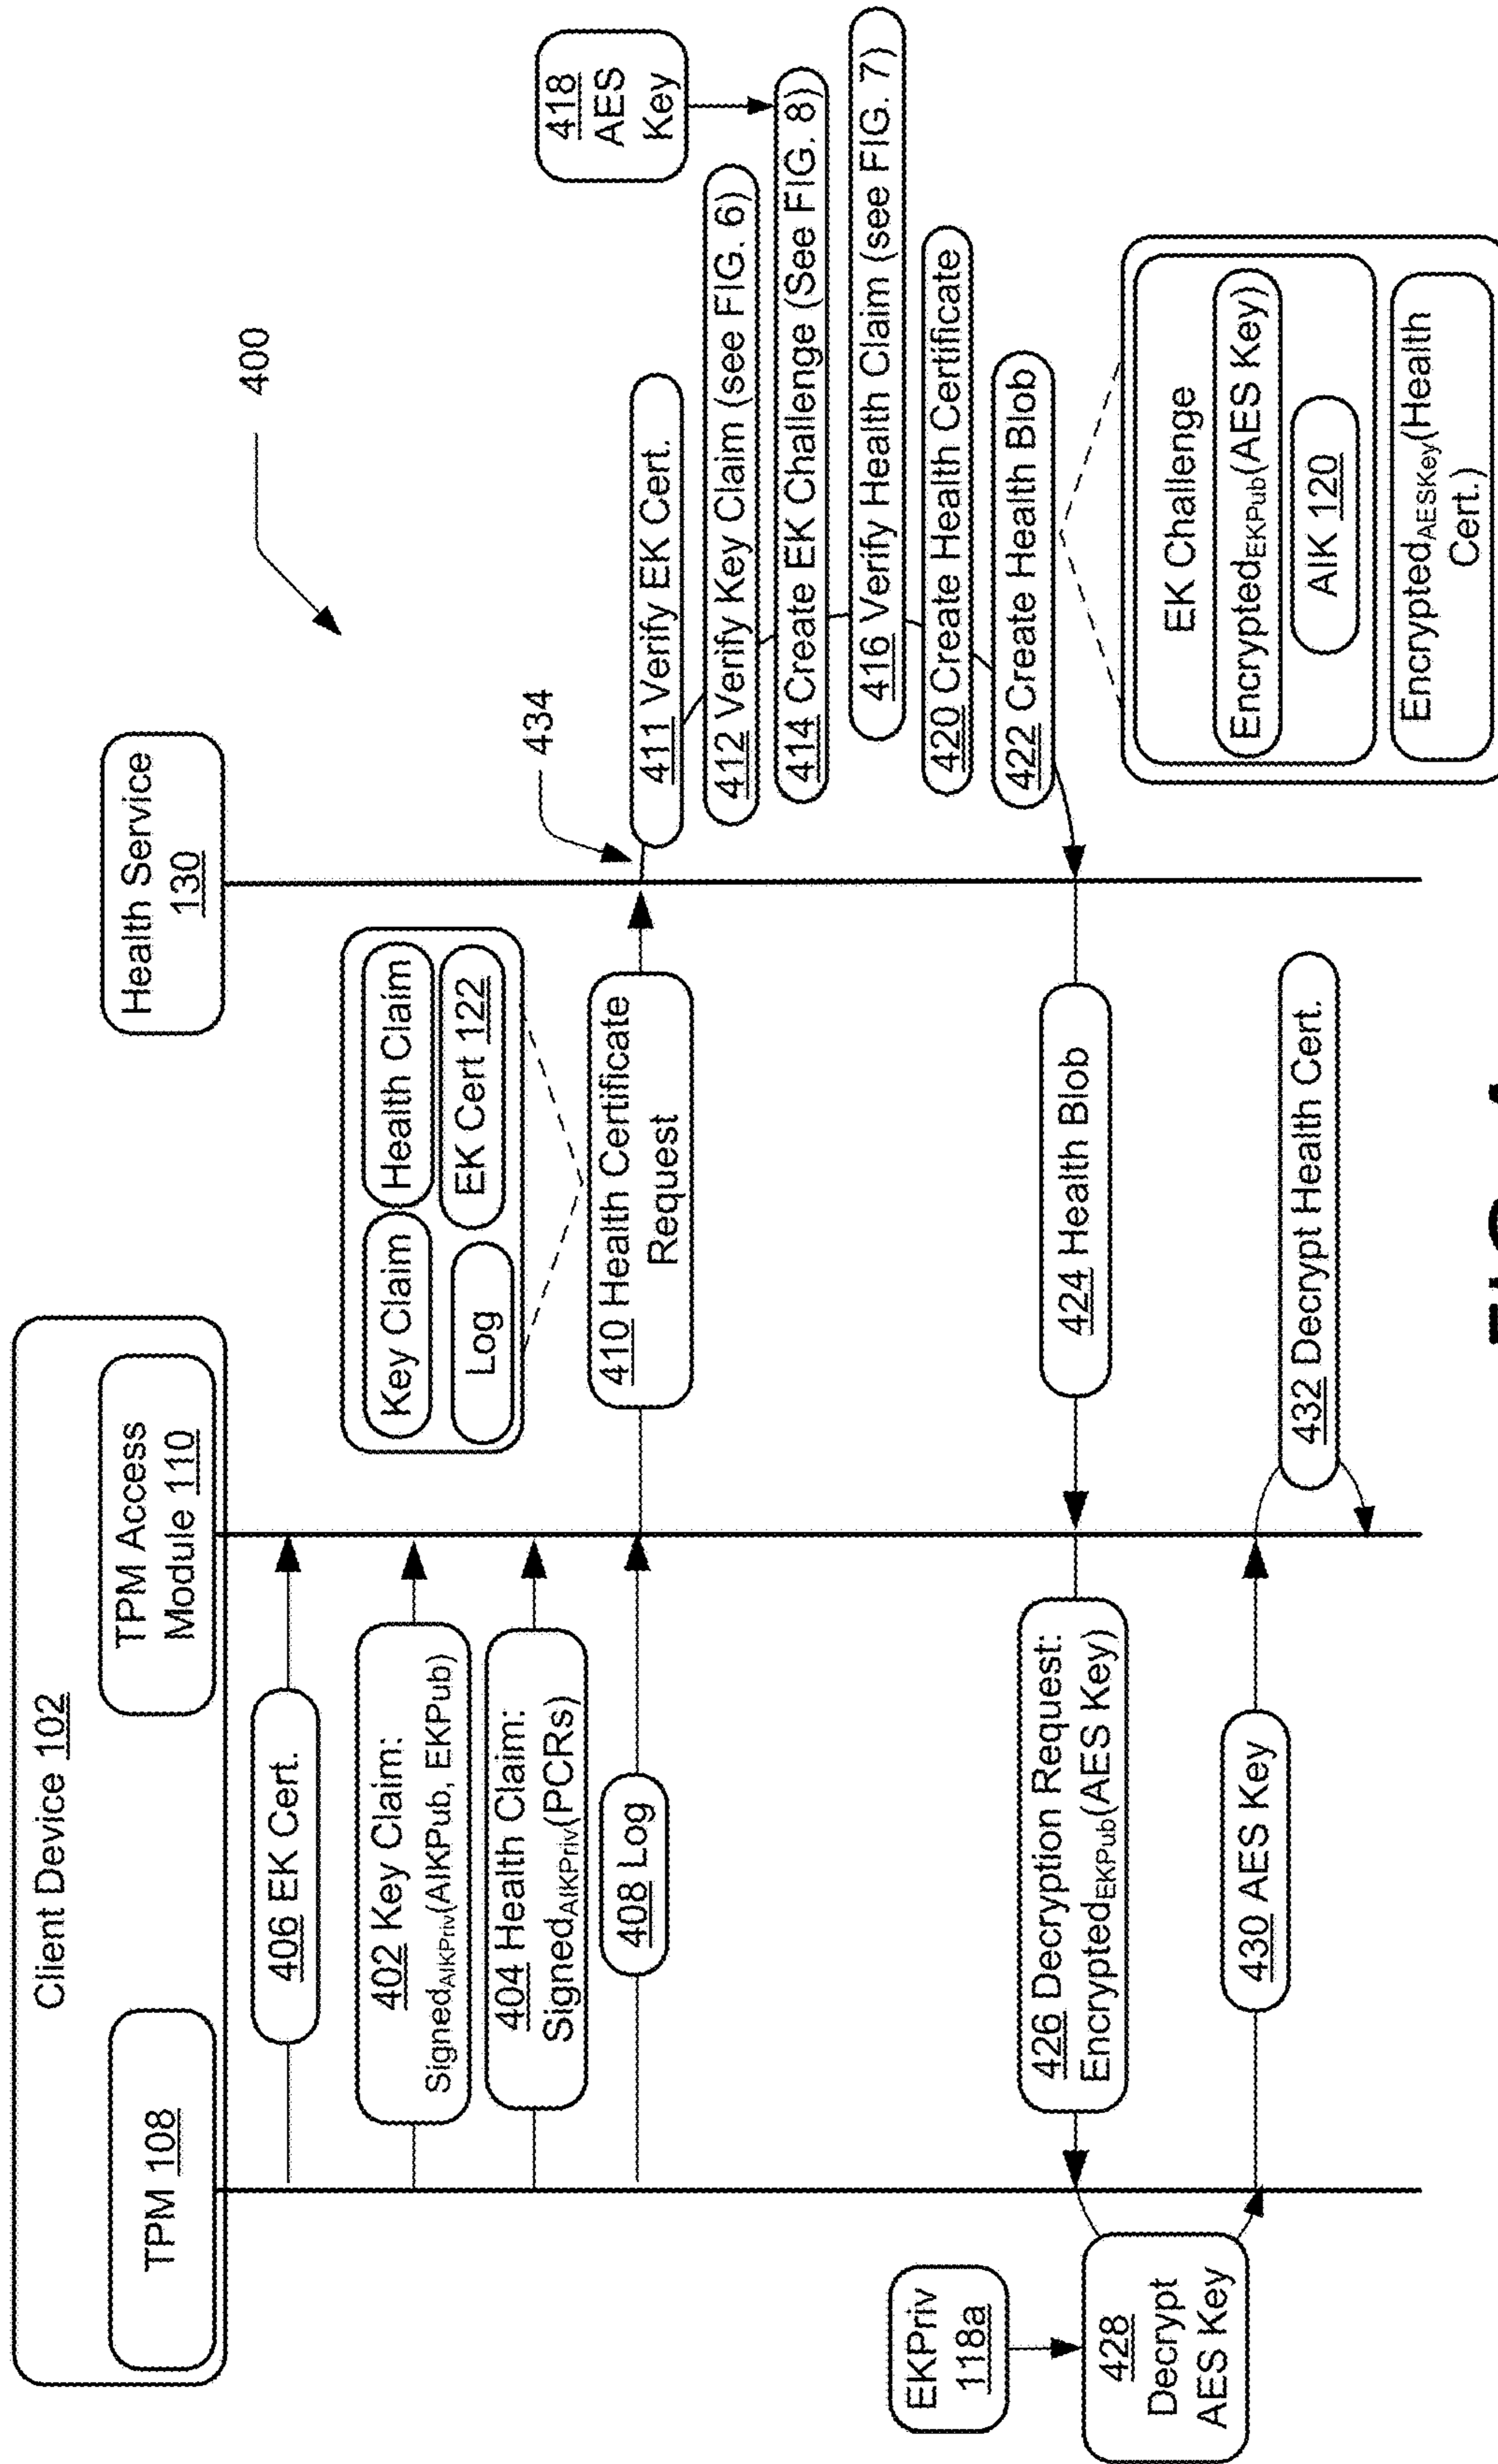 Client Device 102
TPM 108
TPM Access
Module 110
Health Service
130
400
406 EK Cert.
402 Key Claim:
SignedAIKPriv(AIKPub, EKPub)
404 Health Claim:
SignedAIKPriv(PCRs)
408 Log
Key Claim
Health Claim
Log
EK Cert 122
410 Health Certificate
Request
434
411 Verify EK Cert.
412 Verify Key Claim (see FIG. 6)
414 Create EK Challenge (See FIG. 8)
418
AES
Key
416 Verify Health Claim (see FIG. 7)
420 Create Health Certificate
422 Create Health Blob
EK Challenge
EncryptedEKPub(AES Key)
AIK 120
EncryptedAESKey(Health
Cert.)
424 Health Blob
426 Decryption Request:
EncryptedEKPub(AES Key)
EKPriv
118a
428
Decrypt
AES Key
430 AES Key
432 Decrypt Health Cert.